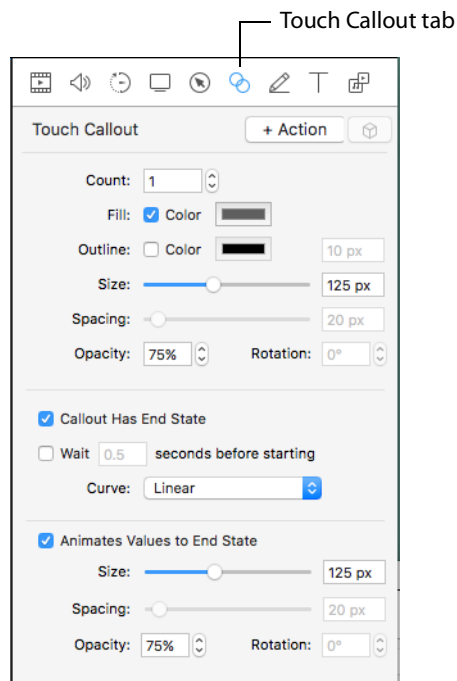 Touch Callout tab
Touch Callout + Action
Count: 1
Fill: Color
Outline: Color 10 px
Size: 125 px
Spacing: 20 px
Opacity: 75% Rotation: 0°
Callout Has End State
Wait 0.5 seconds before starting
Curve: Linear
Animates Values to End State
Size: 125 px
Spacing: 20 px
Opacity: 75% Rotation: 0°